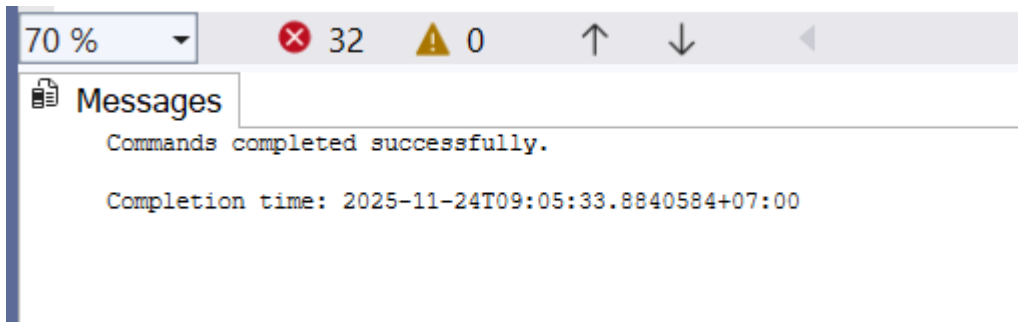 70 % 32 0
Messages
Commands completed successfully.
Completion time: 2025-11-24T09:05:33.8840584+07:00